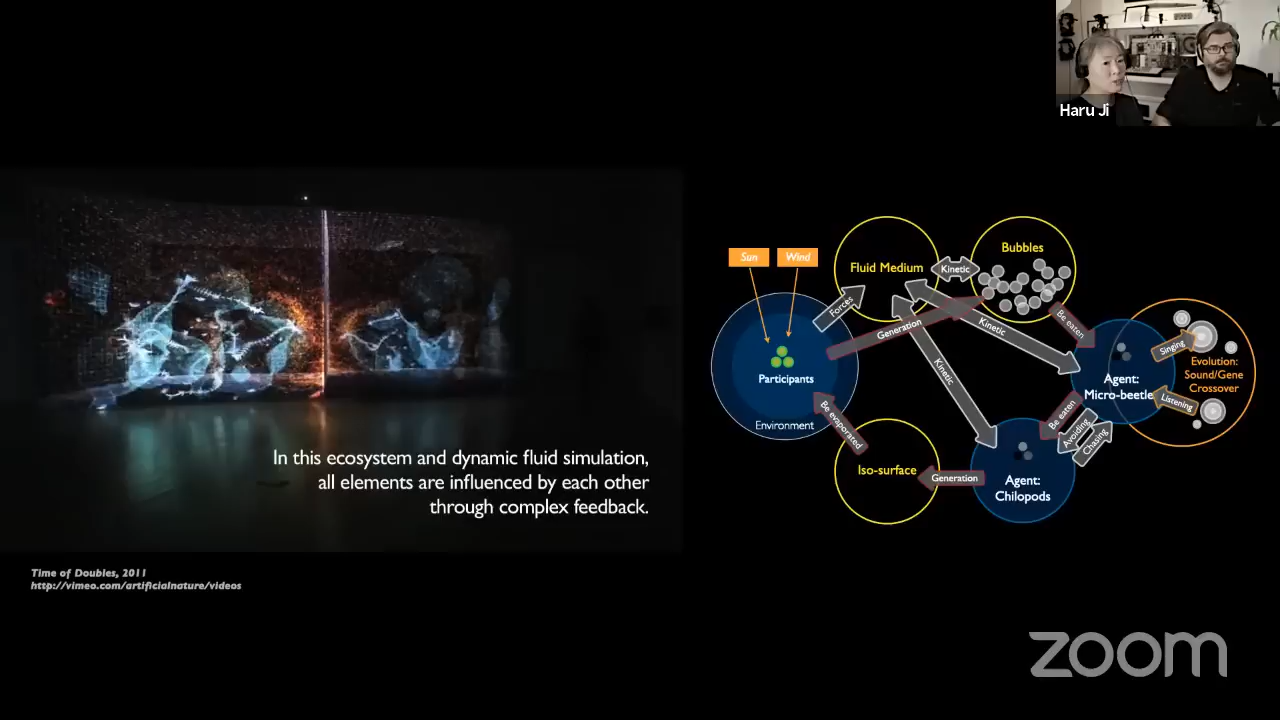 Haru Ji
In this ecosystem and dynamic fluid simulation,
all elements are influenced by each other
through complex feedback.
Time of Doubles, 2011
http://vimeo.com/artificialnature/videos
Sun
Wind
Fluid Medium
Kinetic
Bubbles
Forces
Generation
Kinetic
Be eaten
Singing
Evolution:
Sound/Gene
Crossover
Participants
Environment
Kinetic
Agent:
Micro-beetle
Listening
Be evaporated
Be eaten
Avoiding
Chasing
Iso-surface
Generation
Agent:
Chilopods
zoom